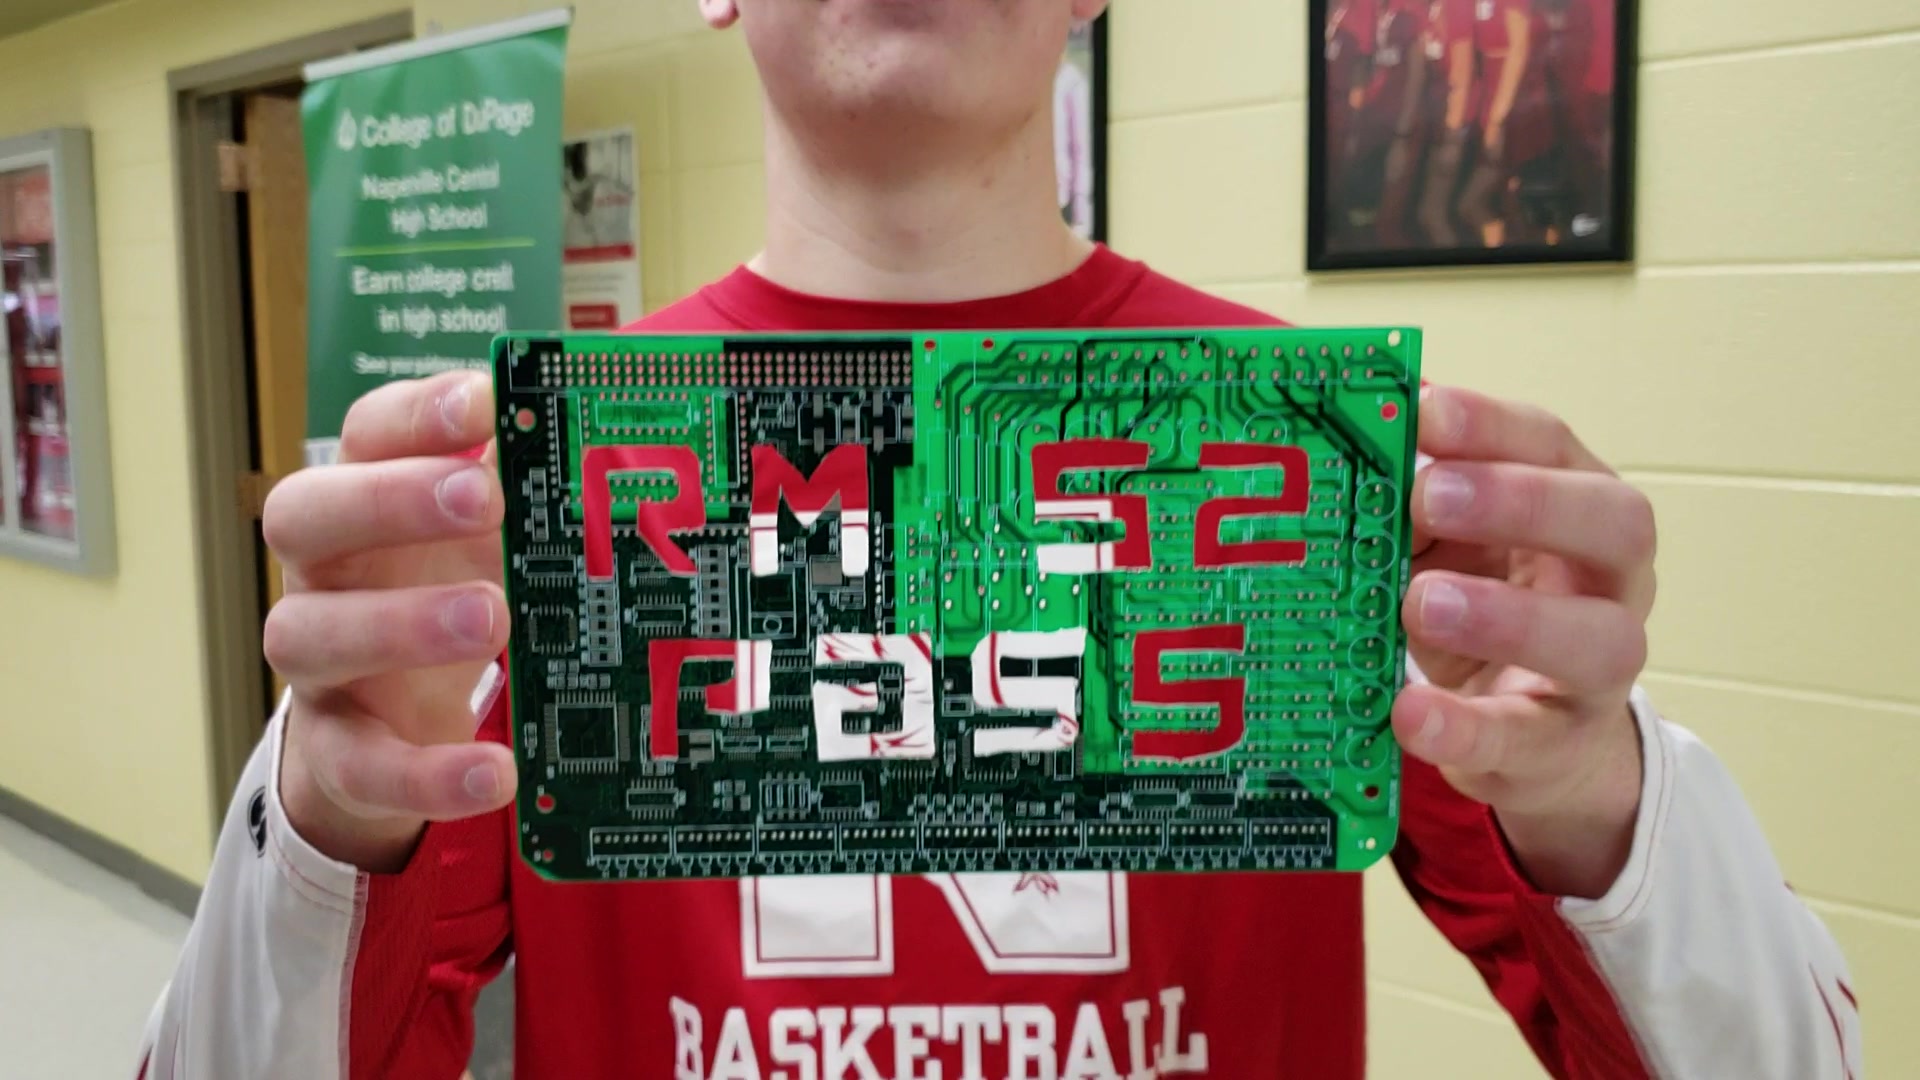 College of DuPage
Naperville Central
High School
Earn college credit
in high school
RM 52
PaSS
N
BASKETBALL